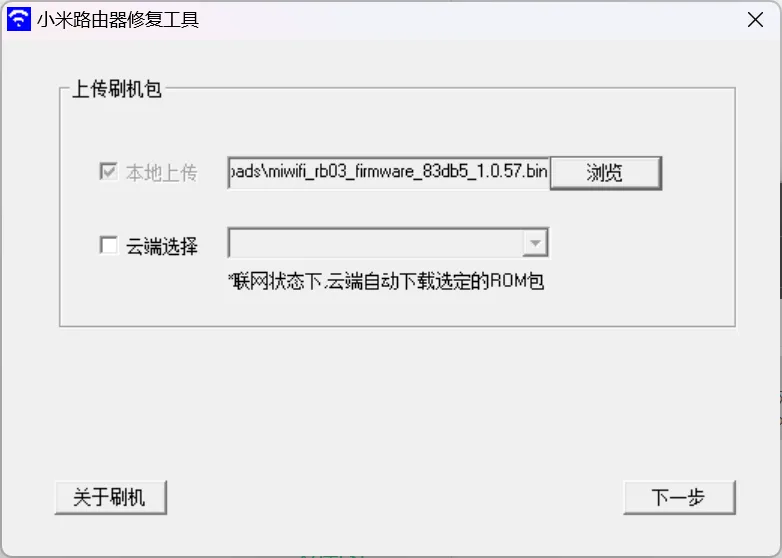 小米路由器修复工具
上传刷机包
本地上传
oads\miwifi_rb03_firmware_83db5_1.0.57.bin
浏览
云端选择
*联网状态下,云端自动下载选定的ROM包
关于刷机
下一步